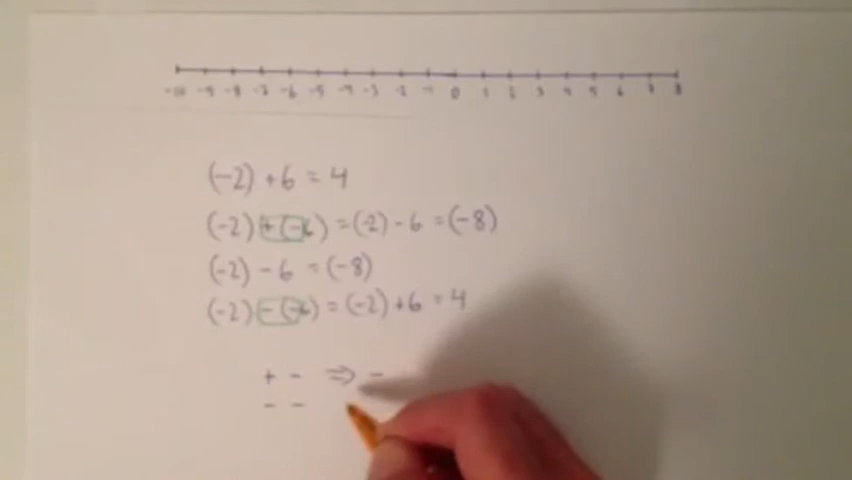 -10 -9 -8 -7 -6 -5 -4 -3 -2 -1 0 1 2 3 4 5 6 7 8
(-2) + 6 = 4
(-2) + (-6) = (-2) - 6 = (-8)
(-2) - 6 = (-8)
(-2) - (-6) = (-2) + 6 = 4
+ - ⇒ -
- -